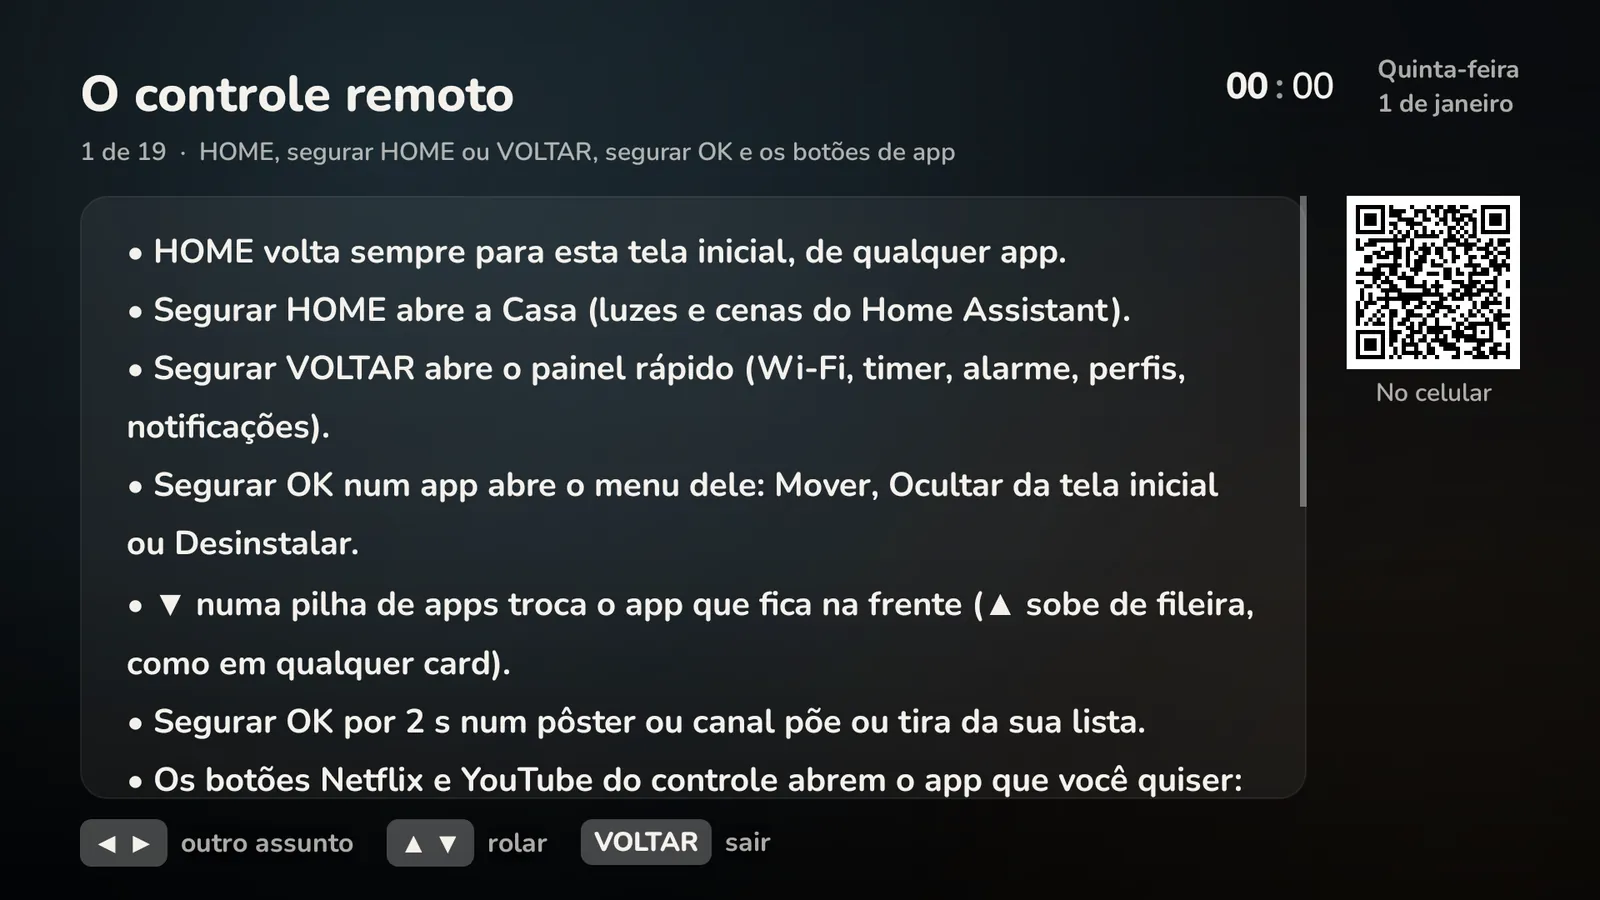 O controle remoto
00:00
Quinta-feira
1 de janeiro
1 de 19 · HOME, segurar HOME ou VOLTAR, segurar OK e os botões de app
• HOME volta sempre para esta tela inicial, de qualquer app.
• Segurar HOME abre a Casa (luzes e cenas do Home Assistant).
• Segurar VOLTAR abre o painel rápido (Wi-Fi, timer, alarme, perfis,
notificações).
• Segurar OK num app abre o menu dele: Mover, Ocultar da tela inicial
ou Desinstalar.
• ▼ numa pilha de apps troca o app que fica na frente (▲ sobe de fileira,
como em qualquer card).
• Segurar OK por 2 s num pôster ou canal põe ou tira da sua lista.
• Os botões Netflix e YouTube do controle abrem o app que você quiser:
No celular
◀ ▶ outro assunto ▲ ▼ rolar VOLTAR sair